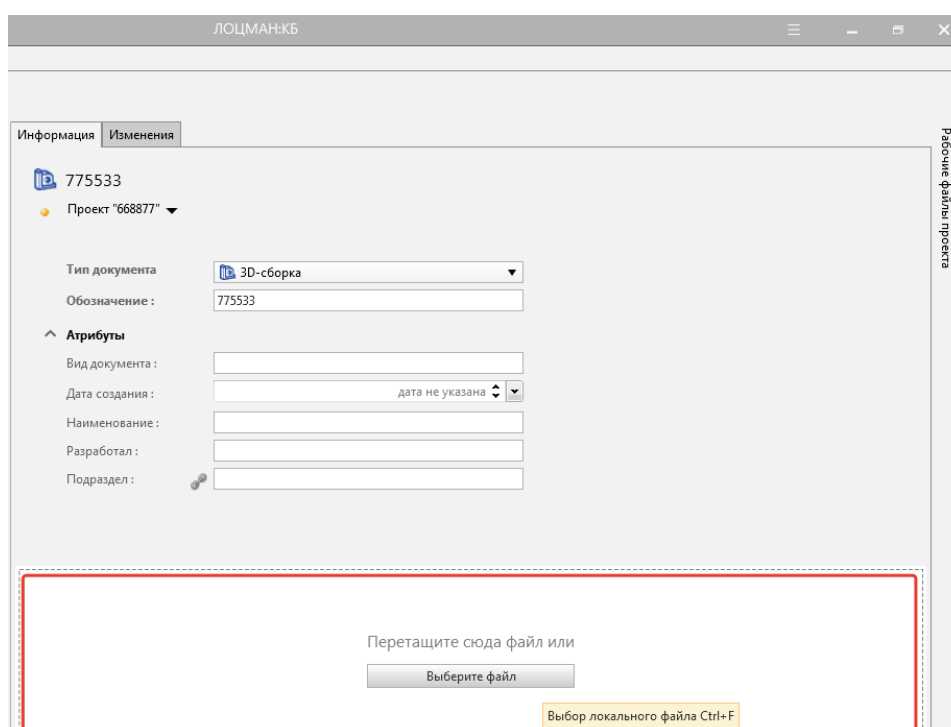 ЛОЦМАН:КБ
Информация Изменения
775533
Проект "668877"
Тип документа 3D-сборка
Обозначение : 775533
Атрибуты
Вид документа :
Дата создания : дата не указана
Наименование :
Разработал :
Подраздел :
Перетащите сюда файл или
Выберите файл
Выбор локального файла Ctrl+F
Рабочие файлы проекта